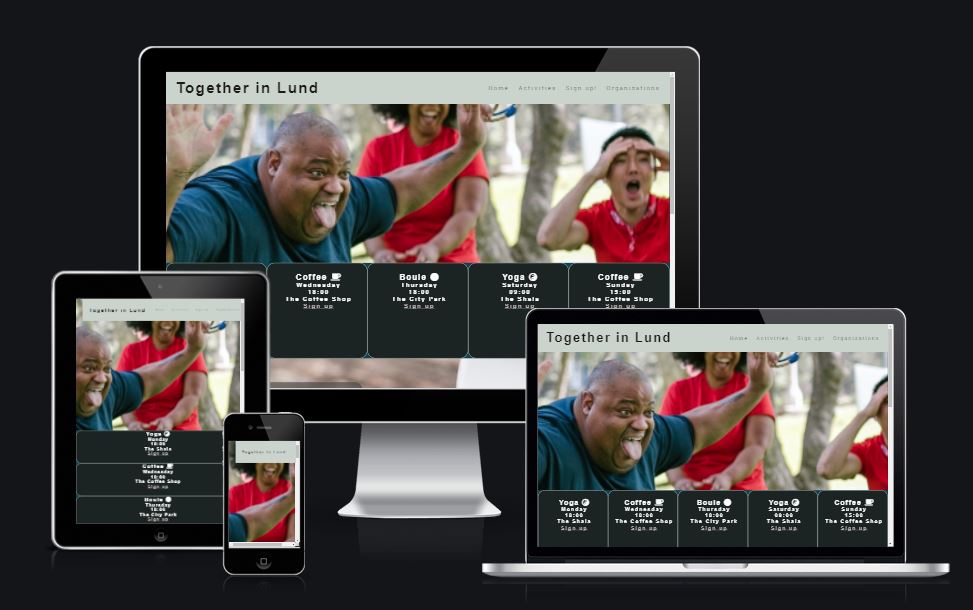 Together in Lund
Home Activities Sign up! Organizations
Coffee
Wednesday
18:00
The Coffee Shop
Sign up
Boule
Thursday
18:00
The City Park
Sign up
Yoga
Saturday
09:00
The Shala
Sign up
Coffee
Sunday
15:00
The Coffee Shop
Sign up
Together in Lund
Yoga
Monday
18:00
The Shala
Sign up
Coffee
Wednesday
18:00
The Coffee Shop
Sign up
Boule
Thursday
18:00
The City Park
Sign up
Together in Lund
Together in Lund
Home Activities Sign up! Organizations
Yoga
Monday
18:00
The Shala
Sign up
Coffee
Wednesday
18:00
The Coffee Shop
Sign up
Boule
Thursday
18:00
The City Park
Sign up
Yoga
Saturday
09:00
The Shala
Sign up
Coffee
Sunday
15:00
The Coffee Shop
Sign up